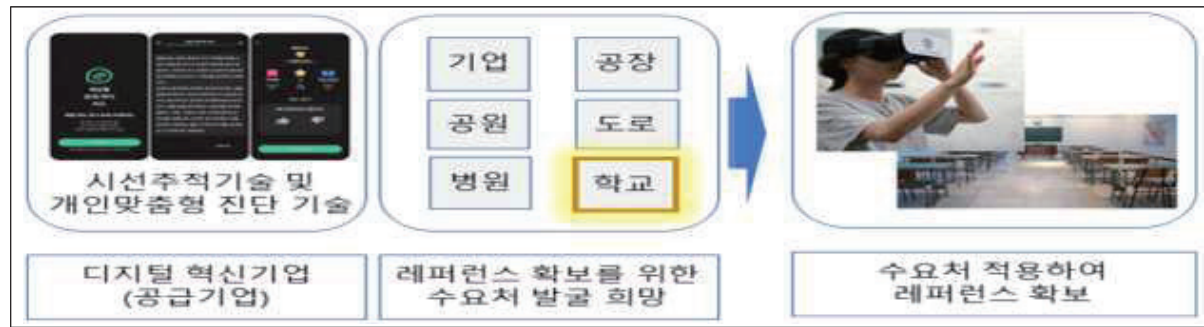 기업
공장
공원
도로
병원
학교
시선추적기술 및
개인맞춤형 진단 기술
디지털 혁신기업
(공급기업)
레퍼런스 확보를 위한
수요처 발굴 희망
수요처 적용하여
레퍼런스 확보